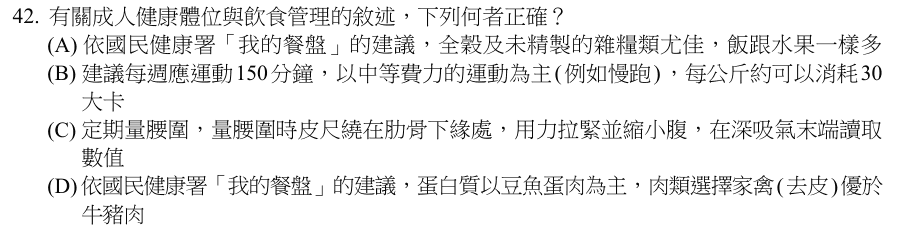 42. 有關成人健康體位與飲食管理的敘述，下列何者正確？
(A) 依國民健康署「我的餐盤」的建議，全穀及未精製的雜糧類尤佳，飯跟水果一樣多
(B) 建議每週應運動150分鐘，以中等費力的運動為主(例如慢跑)，每公斤約可以消耗30
大卡
(C) 定期量腰圍，量腰圍時皮尺繞在肋骨下緣處，用力拉緊並縮小腹，在深吸氣末端讀取
數值
(D) 依國民健康署「我的餐盤」的建議，蛋白質以豆魚蛋肉為主，肉類選擇家禽(去皮)優於
牛豬肉